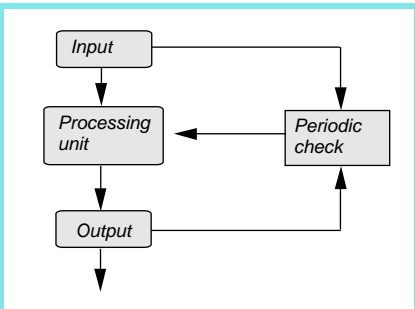 Input
Processing
unit
Periodic
check
Output